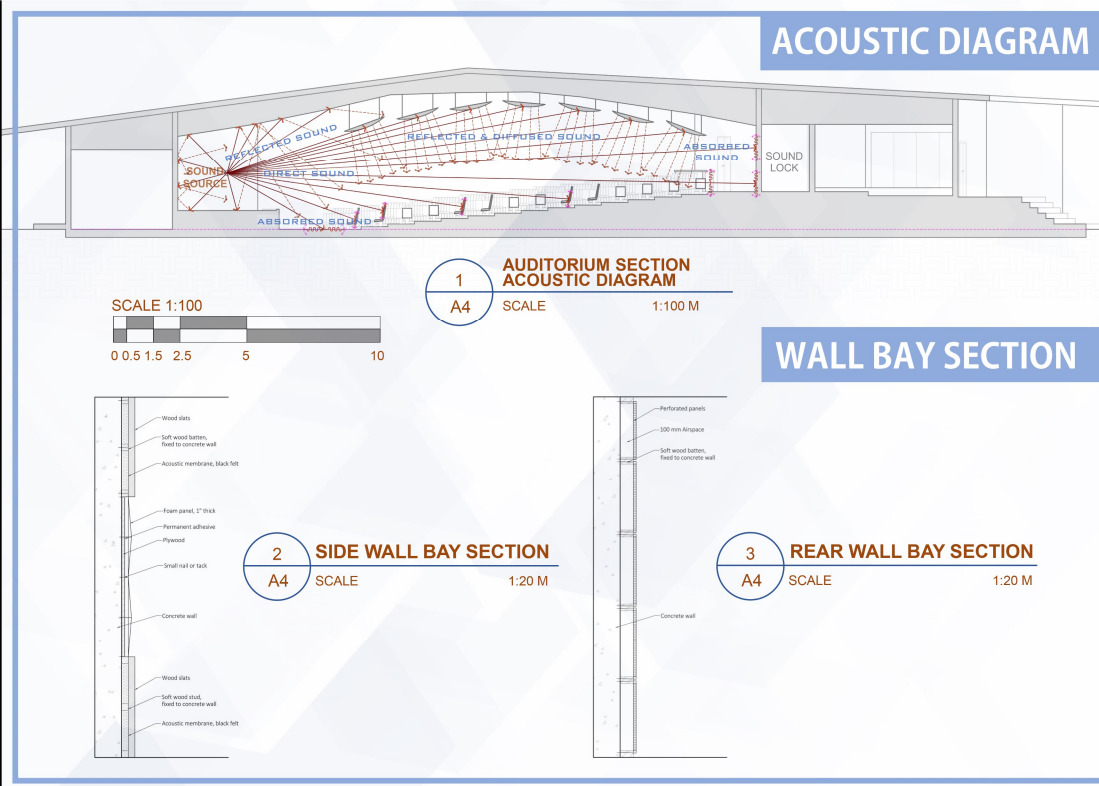 ACOUSTIC DIAGRAM
REFLECTED SOUND
REFLECTED & DIFFUSED SOUND
ABSORBED
SOUND
SOUND
LOCK
SOUND
SOURCE
DIRECT SOUND
ABSORBED SOUND
1
A4
AUDITORIUM SECTION
ACOUSTIC DIAGRAM
SCALE 1:100 M
SCALE 1:100
0 0.5 1.5 2.5 5 10
WALL BAY SECTION
Wood slats
Soft wood batten,
fixed to concrete wall
Acoustic membrane, black felt
Foam panel, 1" thick
Permanent adhesive
Plywood
Small nail or tack
Concrete wall
Wood slats
Soft wood stud,
fixed to concrete wall
Acoustic membrane, black felt
2
A4
SIDE WALL BAY SECTION
SCALE 1:20 M
Perforated panels
100 mm Airspace
Soft wood batten,
fixed to concrete wall
Concrete wall
3
A4
REAR WALL BAY SECTION
SCALE 1:20 M